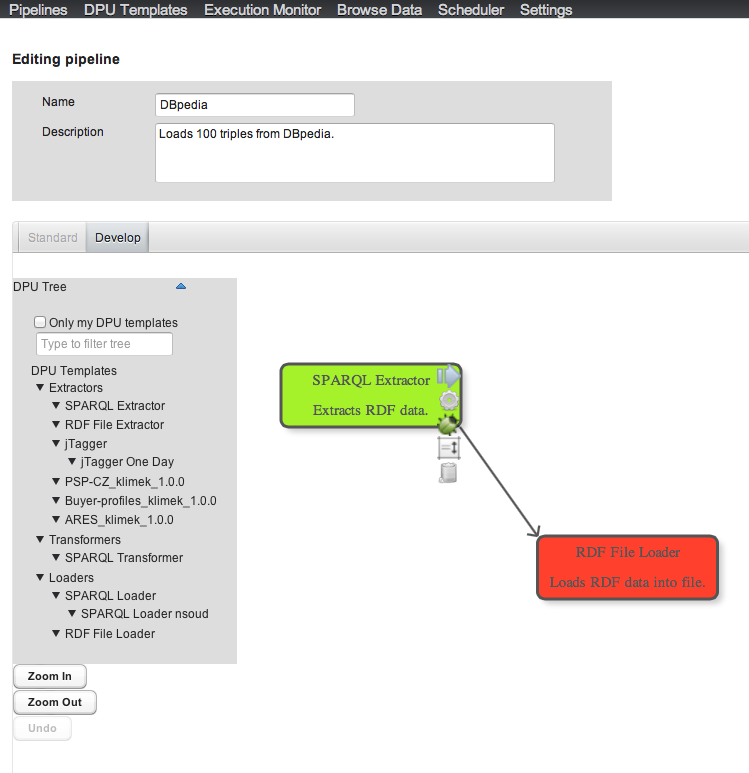 Pipelines DPU Templates Execution Monitor Browse Data Scheduler Settings
Editing pipeline
Name DBpedia
Description Loads 100 triples from DBpedia.
Standard Develop
DPU Tree
Only my DPU templates
Type to filter tree
DPU Templates
Extractors
SPARQL Extractor
RDF File Extractor
jTagger
jTagger One Day
PSP-CZ_klimek_1.0.0
Buyer-profiles_klimek_1.0.0
ARES_klimek_1.0.0
Transformers
SPARQL Transformer
Loaders
SPARQL Loader
SPARQL Loader nsoud
RDF File Loader
Zoom In
Zoom Out
Undo
SPARQL Extractor
Extracts RDF data.
RDF File Loader
Loads RDF data into file.